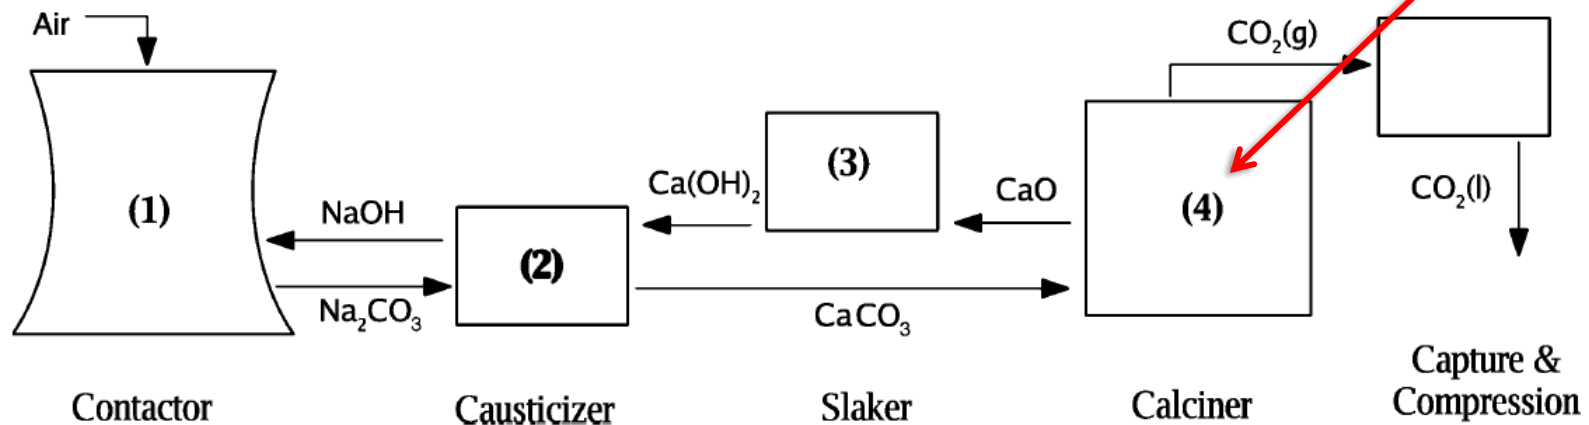 Air
CO₂(g)
(1)
NaOH
Na₂CO₃
(2)
Ca(OH)₂
(3)
CaO
CaCO₃
(4)
CO₂(l)
Contactor
Causticizer
Slaker
Calciner
Capture &
Compression